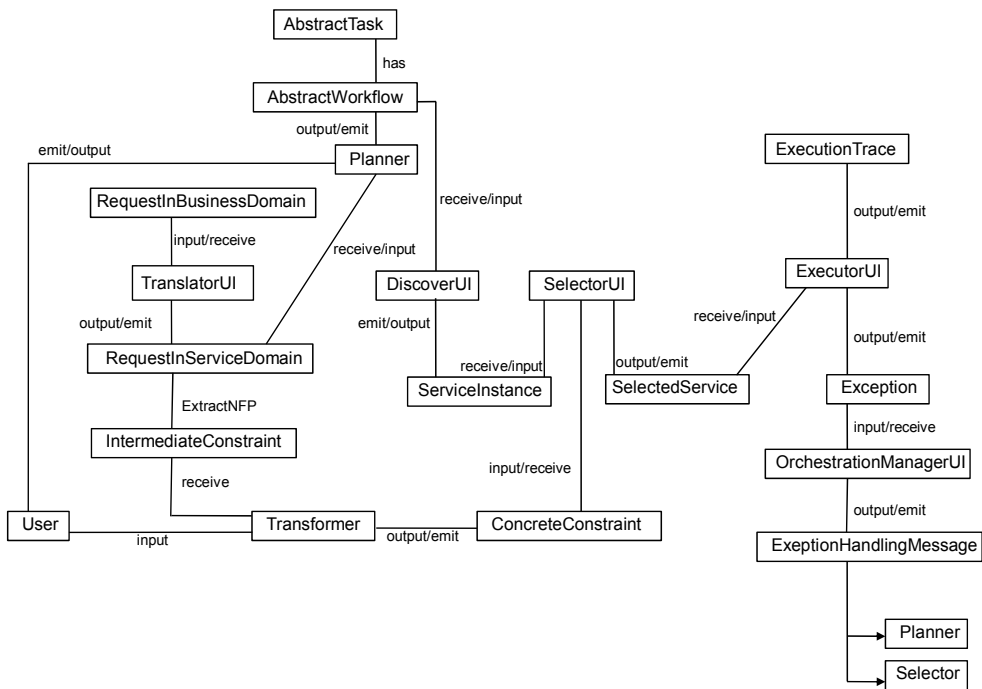 AbstractTask
has
AbstractWorkflow
output/emit
emit/output
Planner
ExecutionTrace
RequestInBusinessDomain
receive/input
output/emit
input/receive
receive/input
TranslatorUI
DiscoverUI
SelectorUI
ExecutorUI
output/emit
emit/output
receive/input
output/emit
RequestInServiceDomain
receive/input
output/emit
ServiceInstance
SelectedService
Exception
ExtractNFP
input/receive
IntermediateConstraint
OrchestrationManagerUI
input/receive
receive
output/emit
User
Transformer
ConcreteConstraint
input
output/emit
ExeptionHandlingMessage
Planner
Selector